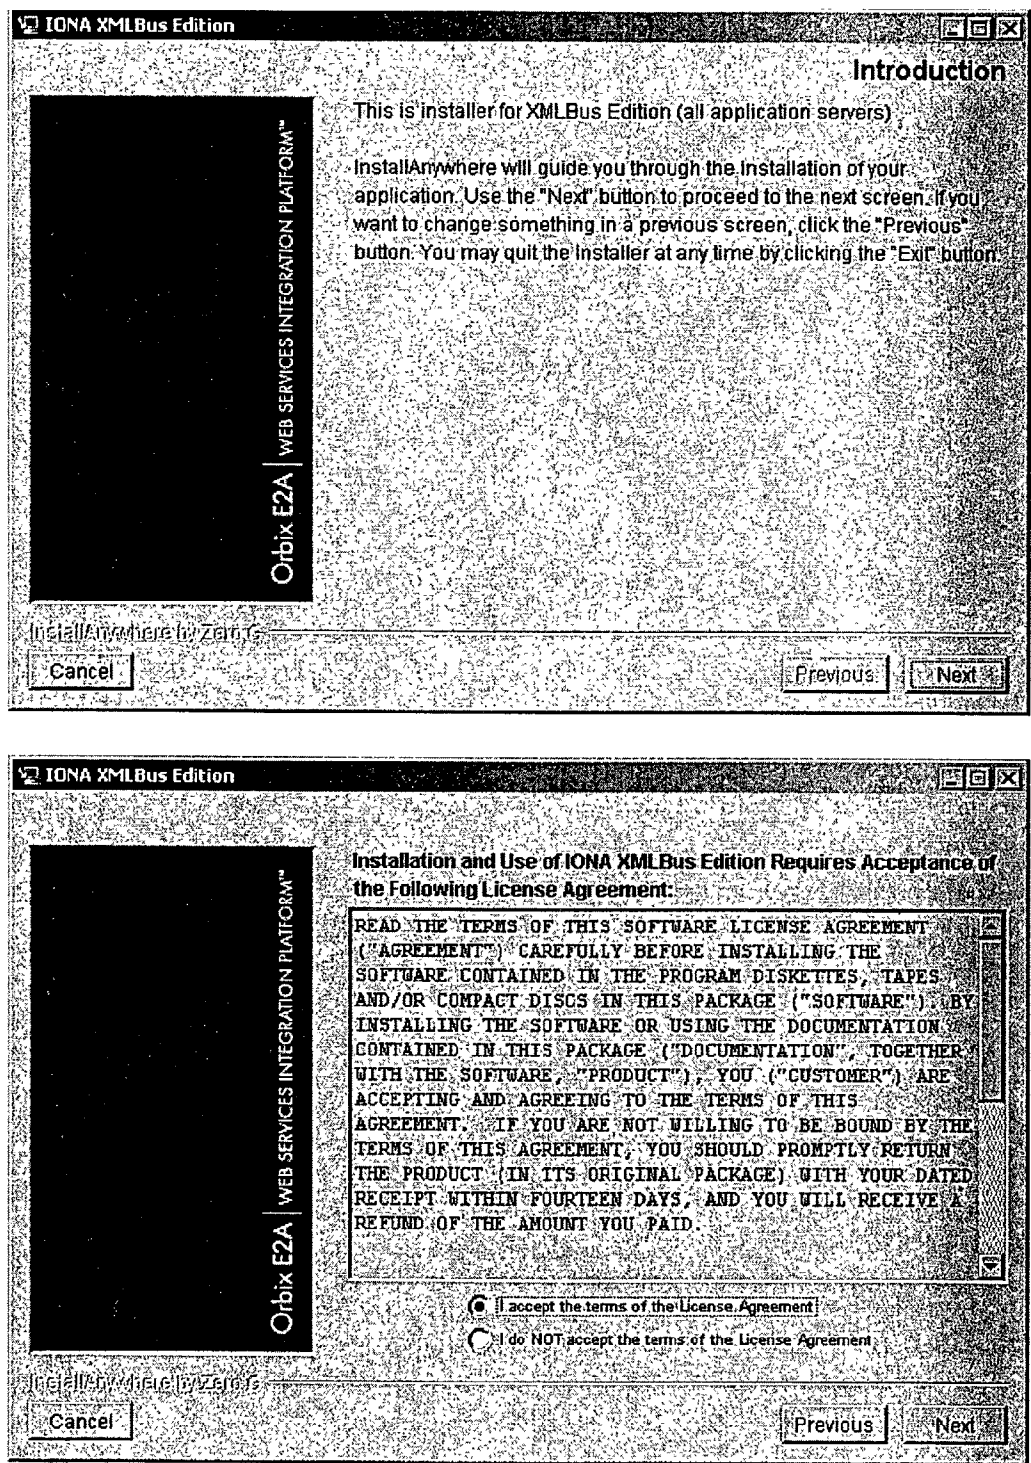 IONA XMLBus Edition
Introduction
This is installer for XMLBus Edition (all application servers)
InstallAnywhere will guide you through the Installation of your
application. Use the "Next" button to proceed to the next screen. If you
want to change something in a previous screen, click the "Previous"
button. You may quit the Installer at any time by clicking the "Exit" button.
Orbix E2A | WEB SERVICES INTEGRATION PLATFORM™
InstallAnywhere by Zero G
Cancel
Previous
Next
IONA XMLBus Edition
Installation and Use of IONA XMLBus Edition Requires Acceptance of
the Following License Agreement:
READ THE TERMS OF THIS SOFTWARE LICENSE AGREEMENT
("AGREEMENT") CAREFULLY BEFORE INSTALLING THE
SOFTWARE CONTAINED IN THE PROGRAM DISKETTES, TAPES
AND/OR COMPACT DISCS IN THIS PACKAGE ("SOFTWARE"). BY
INSTALLING THE SOFTWARE OR USING THE DOCUMENTATION
CONTAINED IN THIS PACKAGE ("DOCUMENTATION", TOGETHER
WITH THE SOFTWARE, "PRODUCT"), YOU ("CUSTOMER") ARE
ACCEPTING AND AGREEING TO THE TERMS OF THIS
AGREEMENT. IF YOU ARE NOT WILLING TO BE BOUND BY THE
TERMS OF THIS AGREEMENT, YOU SHOULD PROMPTLY RETURN
THE PRODUCT (IN ITS ORIGINAL PACKAGE) WITH YOUR DATED
RECEIPT WITHIN FOURTEEN DAYS, AND YOU WILL RECEIVE A
REFUND OF THE AMOUNT YOU PAID.
Orbix E2A | WEB SERVICES INTEGRATION PLATFORM™
I accept the terms of the License Agreement
I do NOT accept the terms of the License Agreement
InstallAnywhere by Zero G
Cancel
Previous
Next